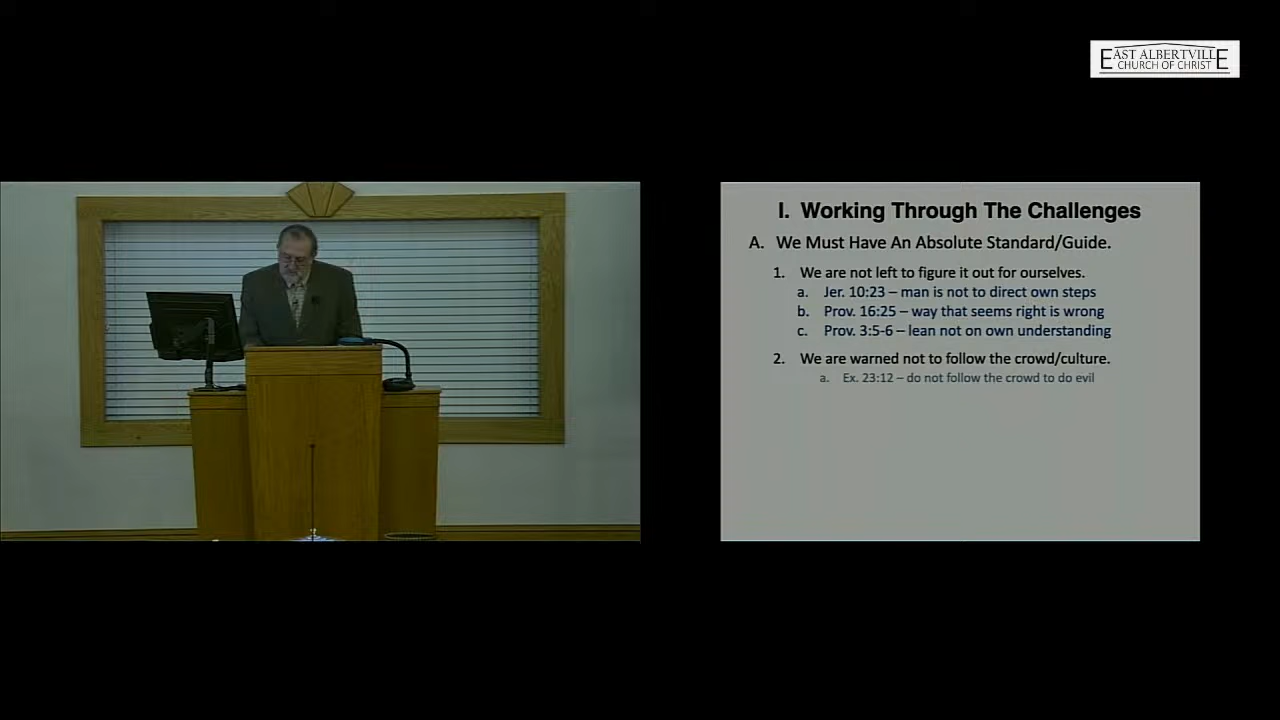 EAST ALBERTVILLE
CHURCH OF CHRIST
I. Working Through The Challenges
A. We Must Have An Absolute Standard/Guide.
1. We are not left to figure it out for ourselves.
a. Jer. 10:23 – man is not to direct own steps
b. Prov. 16:25 – way that seems right is wrong
c. Prov. 3:5-6 – lean not on own understanding
2. We are warned not to follow the crowd/culture.
a. Ex. 23:12 – do not follow the crowd to do evil